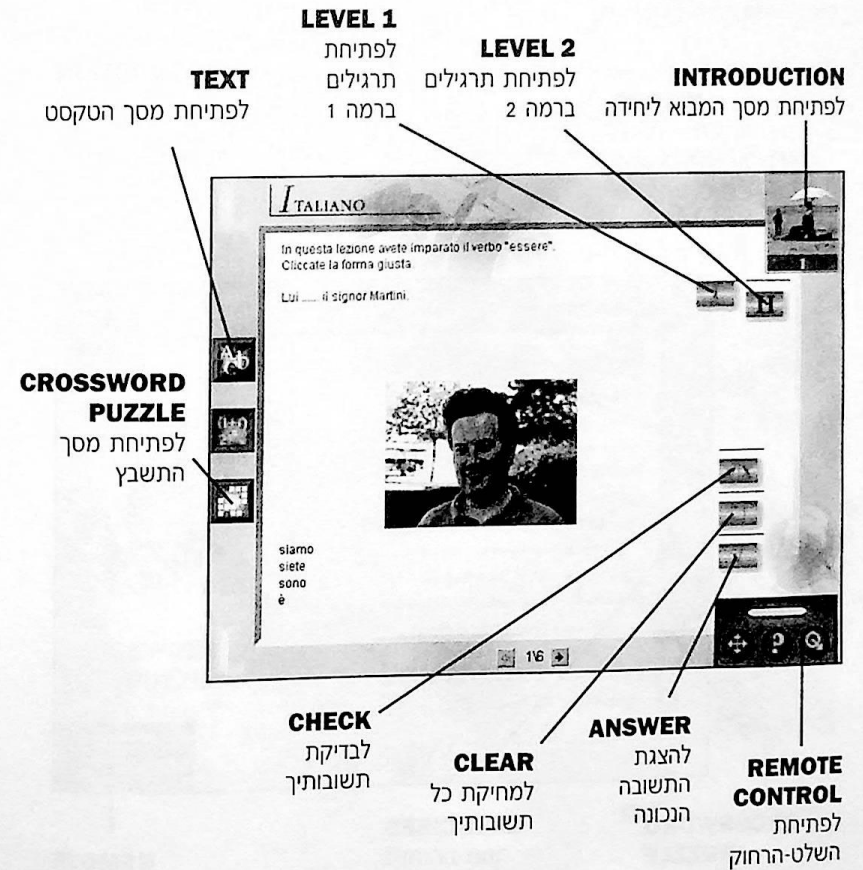 LEVEL 1
לפתיחת
תרגילים
ברמה 1
LEVEL 2
לפתיחת תרגילים
ברמה 2
INTRODUCTION
לפתיחת מסך המבוא ליחידה
TEXT
לפתיחת מסך הטקסט
ITALIANO
In questa lezione avete imparato il verbo "essere".
Cliccate la forma giusta.
Lui ..... il signor Martini.
I
II
CROSSWORD
PUZZLE
לפתיחת מסך
התשבץ
siamo
siete
sono
è
1\6
?
CHECK
לבדיקת
תשובותיך
CLEAR
למחיקת כל
תשובותיך
ANSWER
להצגת
התשובה
הנכונה
REMOTE
CONTROL
לפתיחת
השלט-הרחוק